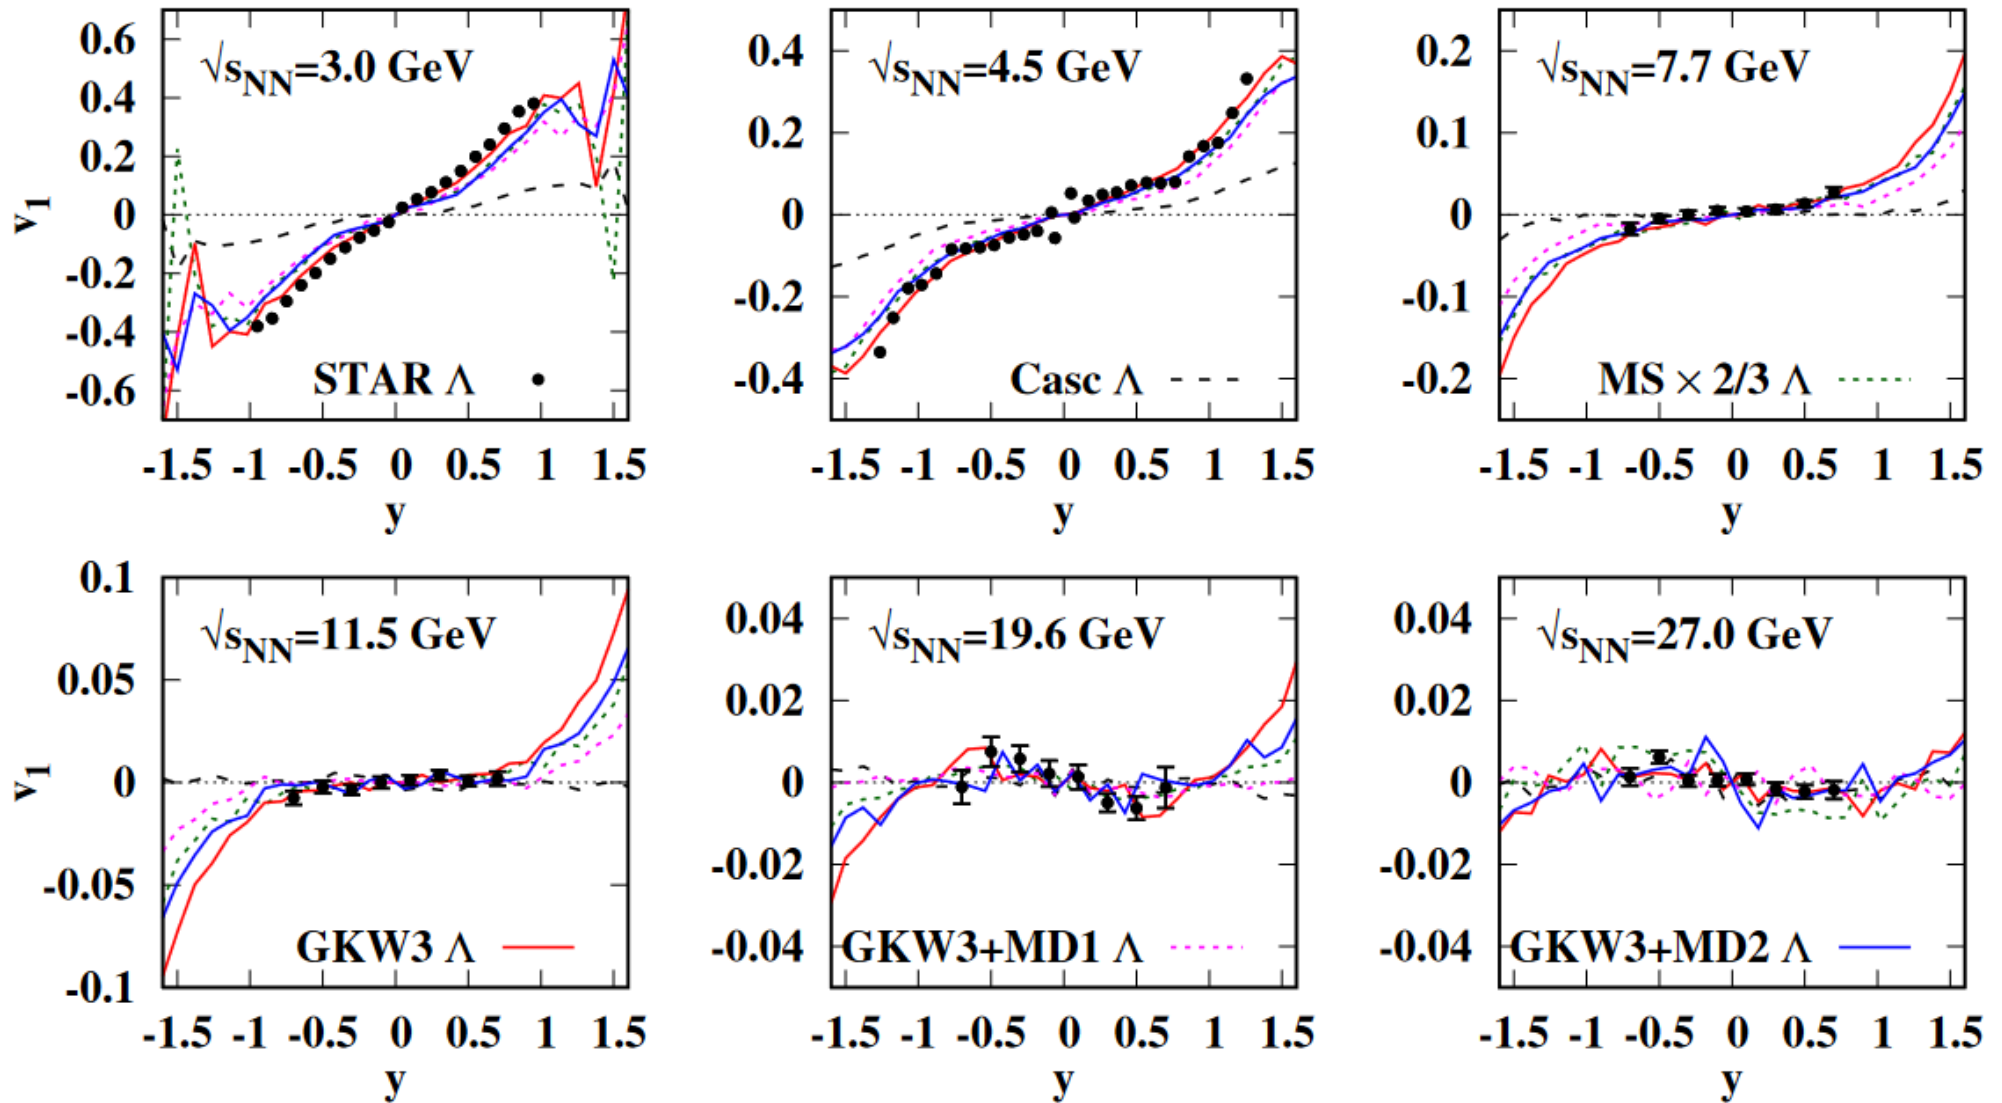 0.6
0.4
0.2
0
-0.2
-0.4
-0.6
v1
√sNN=3.0 GeV
STAR Λ
-1.5 -1 -0.5 0 0.5 1 1.5
y
0.4
0.2
0
-0.2
-0.4
√sNN=4.5 GeV
Casc Λ
-1.5 -1 -0.5 0 0.5 1 1.5
y
0.2
0.1
0
-0.1
-0.2
√sNN=7.7 GeV
MS × 2/3 Λ
-1.5 -1 -0.5 0 0.5 1 1.5
y
0.1
0.05
0
-0.05
-0.1
v1
√sNN=11.5 GeV
GKW3 Λ
-1.5 -1 -0.5 0 0.5 1 1.5
y
0.04
0.02
0
-0.02
-0.04
√sNN=19.6 GeV
GKW3+MD1 Λ
-1.5 -1 -0.5 0 0.5 1 1.5
y
0.04
0.02
0
-0.02
-0.04
√sNN=27.0 GeV
GKW3+MD2 Λ
-1.5 -1 -0.5 0 0.5 1 1.5
y